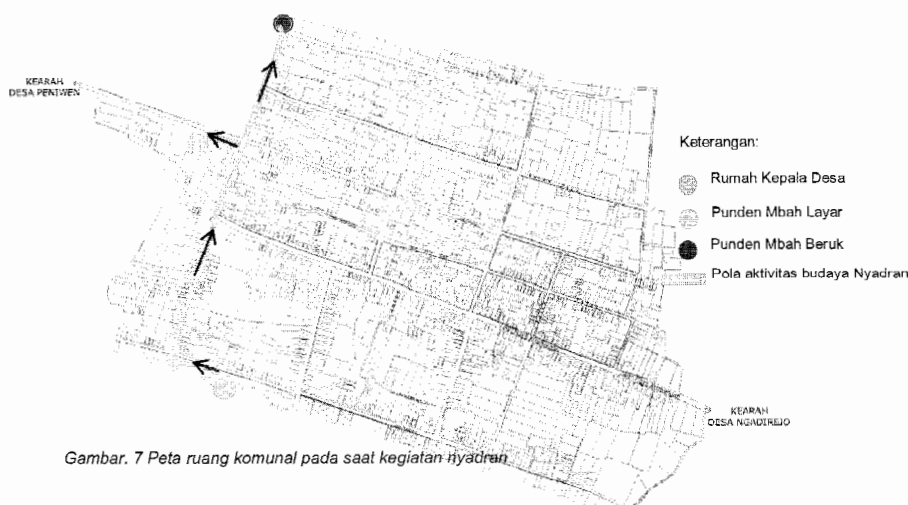 KEARAH
DESA PENIWEN
Keterangan:
Rumah Kepala Desa
Punden Mbah Layar
Punden Mbah Beruk
Pola aktivitas budaya Nyadran
KEARAH
DESA NGADIREJO
Gambar. 7 Peta ruang komunal pada saat kegiatan nyadran